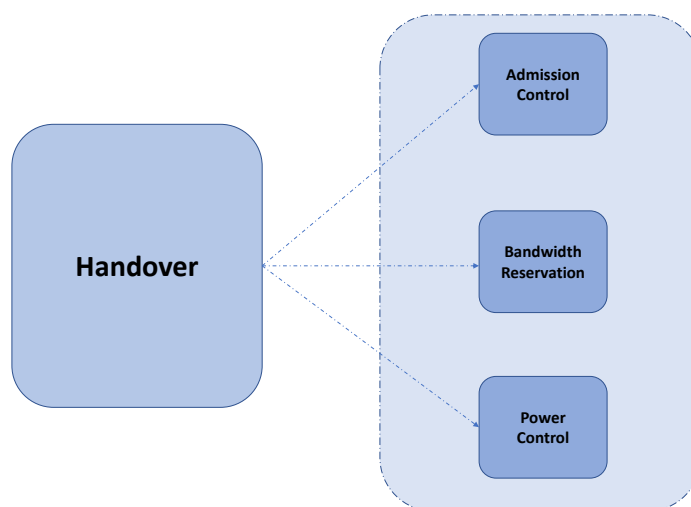 Handover
Admission
Control
Bandwidth
Reservation
Power
Control